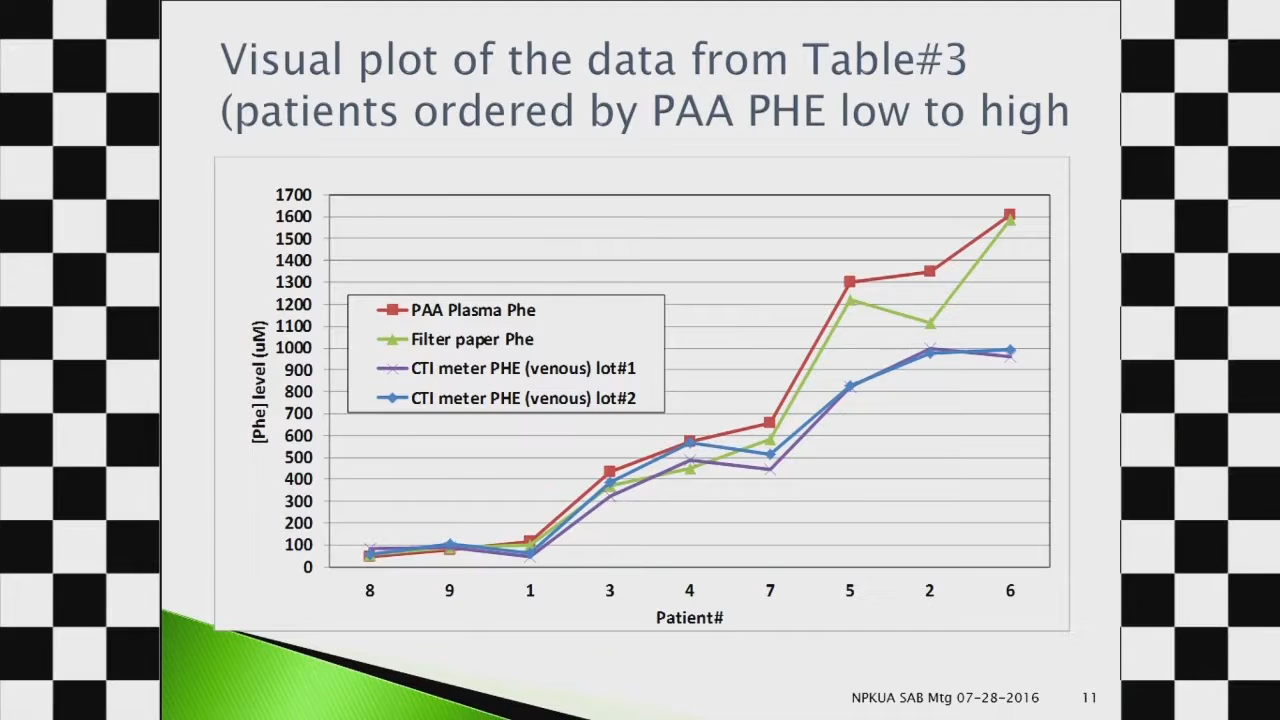 Visual plot of the data from Table#3
(patients ordered by PAA PHE low to high
1700
1600
1500
1400
1300
1200
1100
1000
900
800
700
600
500
400
300
200
100
0
[Phe] level (uM)
PAA Plasma Phe
Filter paper Phe
CTI meter PHE (venous) lot#1
CTI meter PHE (venous) lot#2
8 9 1 3 4 7 5 2 6
Patient#
NPKUA SAB Mtg 07-28-2016 11